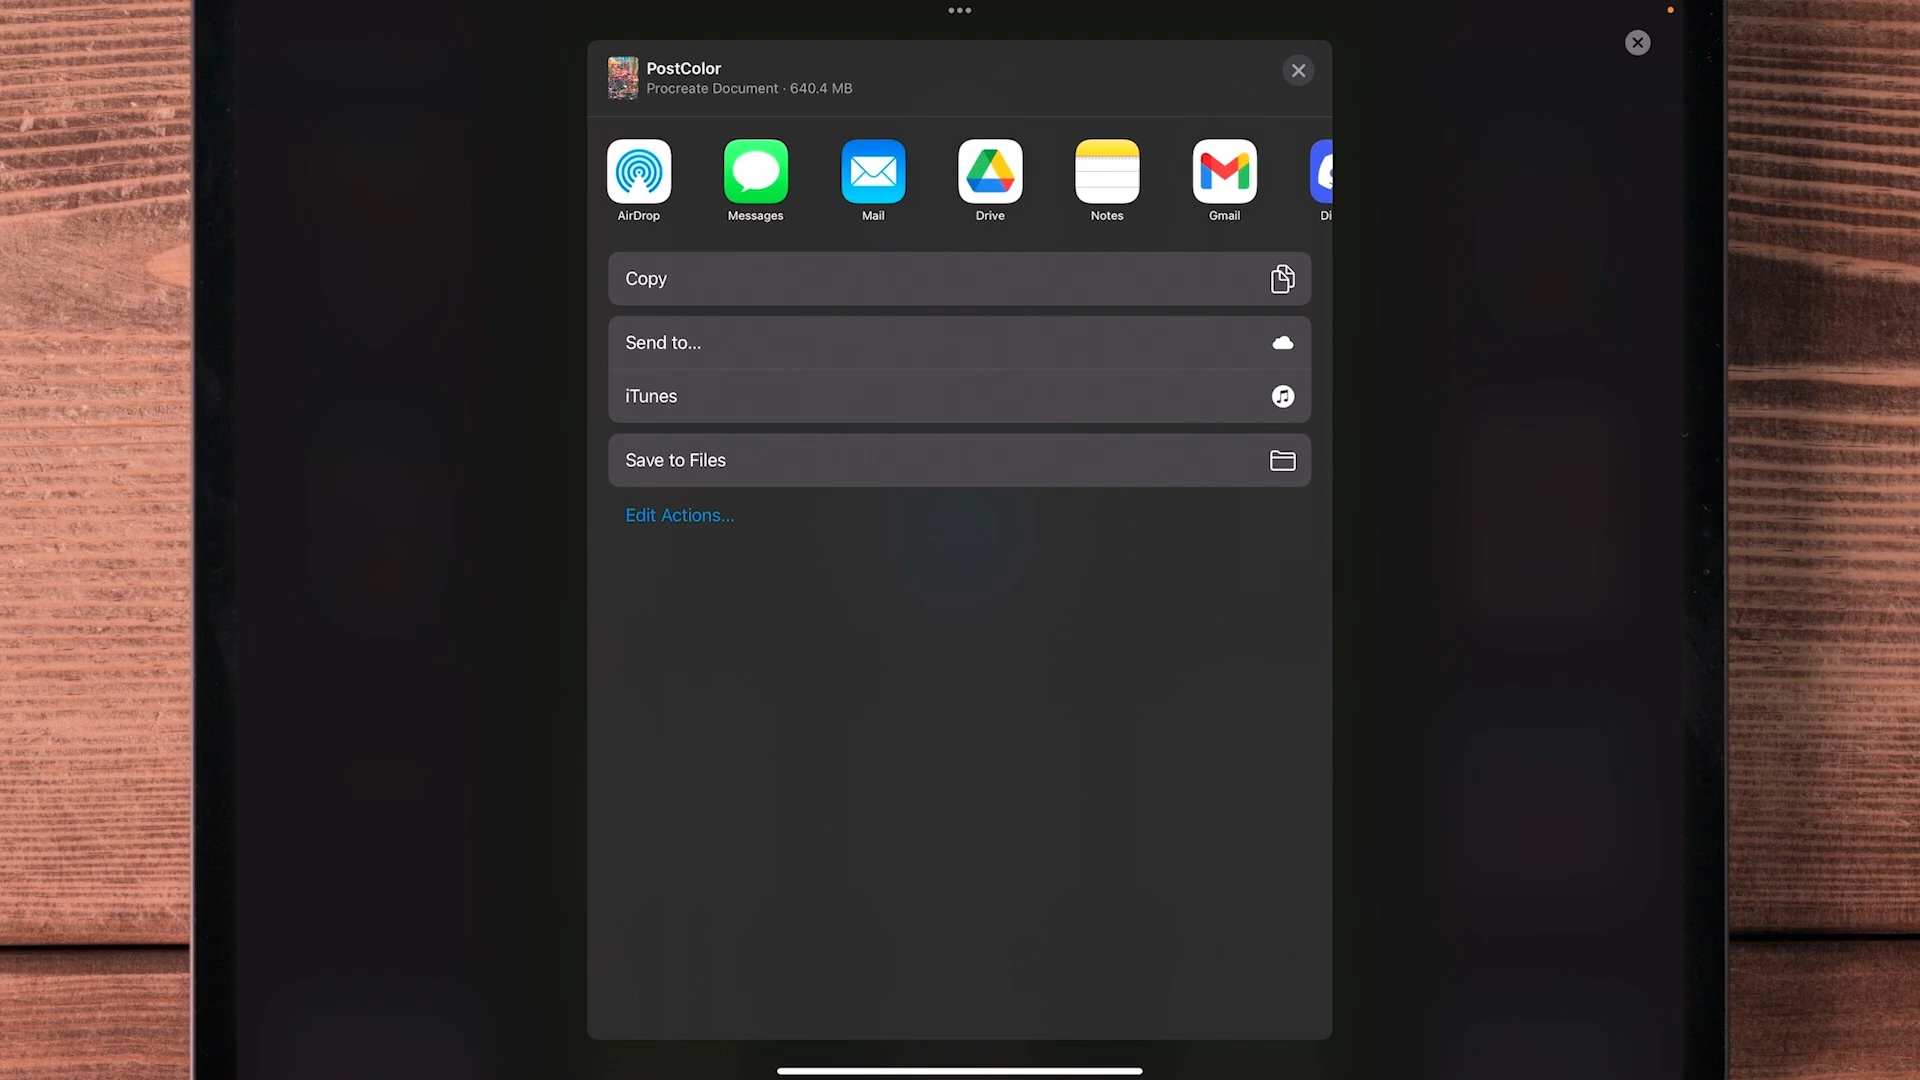 PostColor
Procreate Document · 640.4 MB
AirDrop
Messages
Mail
Drive
Notes
Gmail
Di
Copy
Send to...
iTunes
Save to Files
Edit Actions...